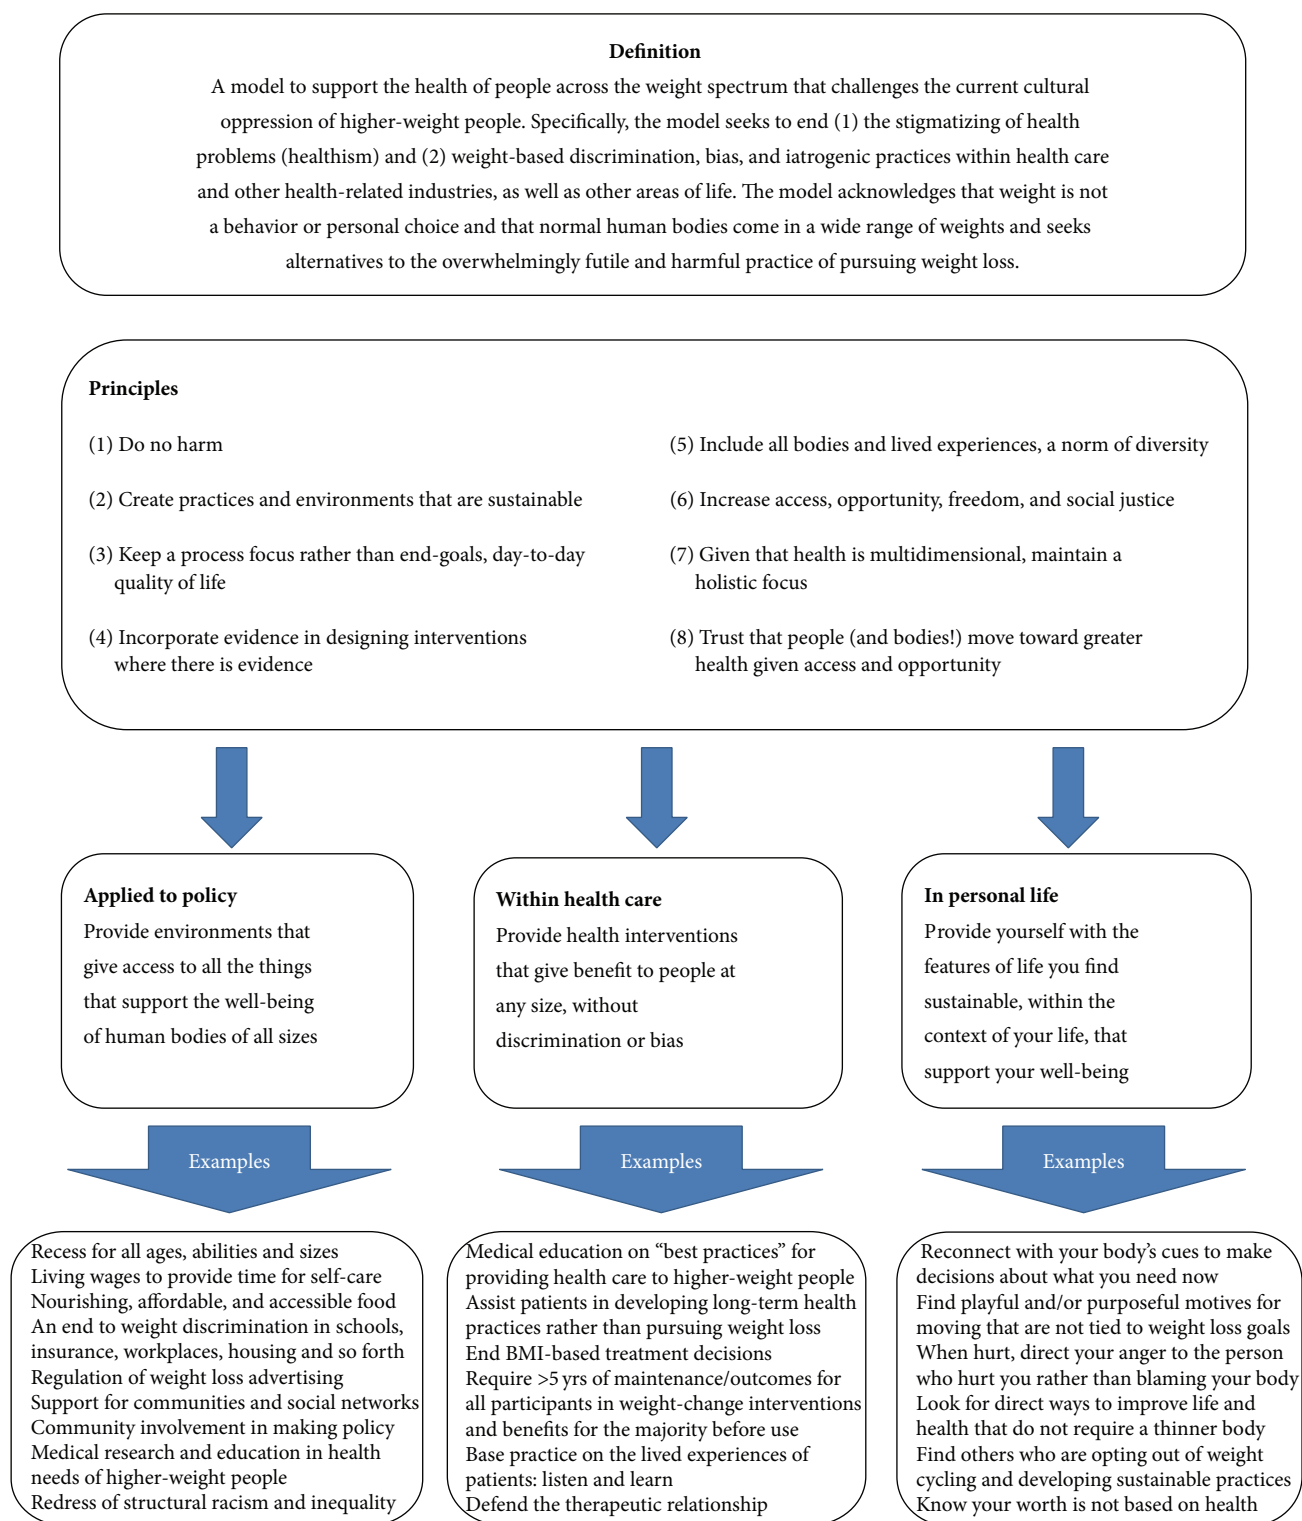 Definition
A model to support the health of people across the weight spectrum that challenges the current cultural
oppression of higher-weight people. Specifically, the model seeks to end (1) the stigmatizing of health
problems (healthism) and (2) weight-based discrimination, bias, and iatrogenic practices within health care
and other health-related industries, as well as other areas of life. The model acknowledges that weight is not
a behavior or personal choice and that normal human bodies come in a wide range of weights and seeks
alternatives to the overwhelmingly futile and harmful practice of pursuing weight loss.
Principles
(1) Do no harm
(2) Create practices and environments that are sustainable
(3) Keep a process focus rather than end-goals, day-to-day
quality of life
(4) Incorporate evidence in designing interventions
where there is evidence
(5) Include all bodies and lived experiences, a norm of diversity
(6) Increase access, opportunity, freedom, and social justice
(7) Given that health is multidimensional, maintain a
holistic focus
(8) Trust that people (and bodies!) move toward greater
health given access and opportunity
Applied to policy
Provide environments that
give access to all the things
that support the well-being
of human bodies of all sizes
Within health care
Provide health interventions
that give benefit to people at
any size, without
discrimination or bias
In personal life
Provide yourself with the
features of life you find
sustainable, within the
context of your life, that
support your well-being
Examples
Examples
Examples
Recess for all ages, abilities and sizes
Living wages to provide time for self-care
Nourishing, affordable, and accessible food
An end to weight discrimination in schools,
insurance, workplaces, housing and so forth
Regulation of weight loss advertising
Support for communities and social networks
Community involvement in making policy
Medical research and education in health
needs of higher-weight people
Redress of structural racism and inequality
Medical education on “best practices” for
providing health care to higher-weight people
Assist patients in developing long-term health
practices rather than pursuing weight loss
End BMI-based treatment decisions
Require >5 yrs of maintenance/outcomes for
all participants in weight-change interventions
and benefits for the majority before use
Base practice on the lived experiences of
patients: listen and learn
Defend the therapeutic relationship
Reconnect with your body’s cues to make
decisions about what you need now
Find playful and/or purposeful motives for
moving that are not tied to weight loss goals
When hurt, direct your anger to the person
who hurt you rather than blaming your body
Look for direct ways to improve life and
health that do not require a thinner body
Find others who are opting out of weight
cycling and developing sustainable practices
Know your worth is not based on health